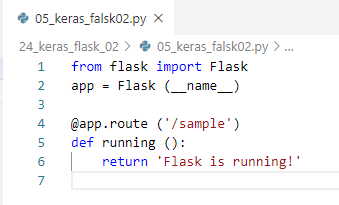 05_keras_falsk02.py ×
24_keras_flask_02 > 05_keras_falsk02.py > ...
1 from flask import Flask
2 app = Flask (__name__)
3
4 @app.route ('/sample')
5 def running ():
6     return 'Flask is running!'
7